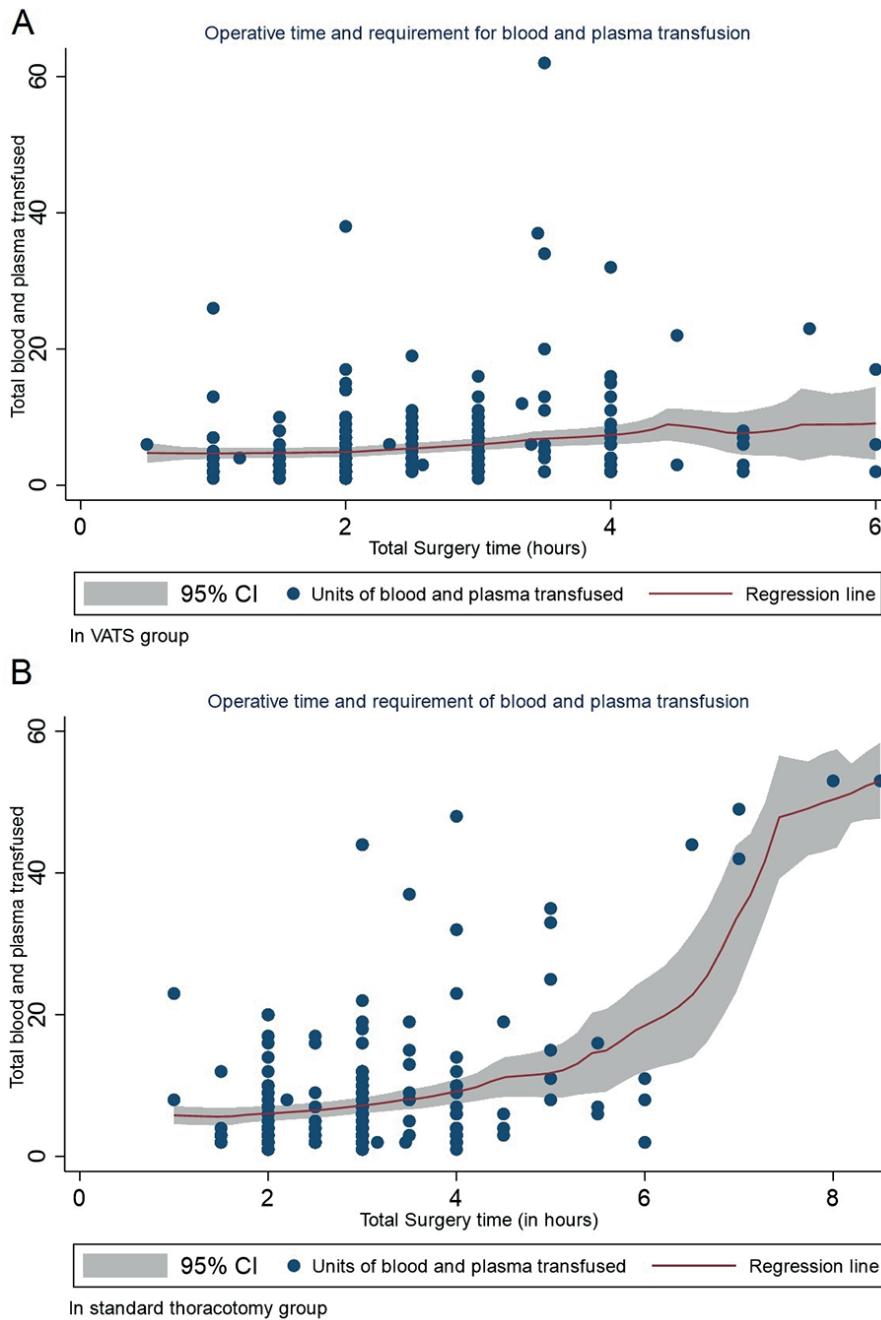 A
Operative time and requirement for blood and plasma transfusion
Total blood and plasma transfused
60
40
20
0
0 2 4 6
Total Surgery time (hours)
95% CI Units of blood and plasma transfused Regression line
In VATS group
B
Operative time and requirement of blood and plasma transfusion
Total blood and plasma transfused
60
40
20
0
0 2 4 6 8
Total Surgery time (in hours)
95% CI Units of blood and plasma transfused Regression line
In standard thoracotomy group